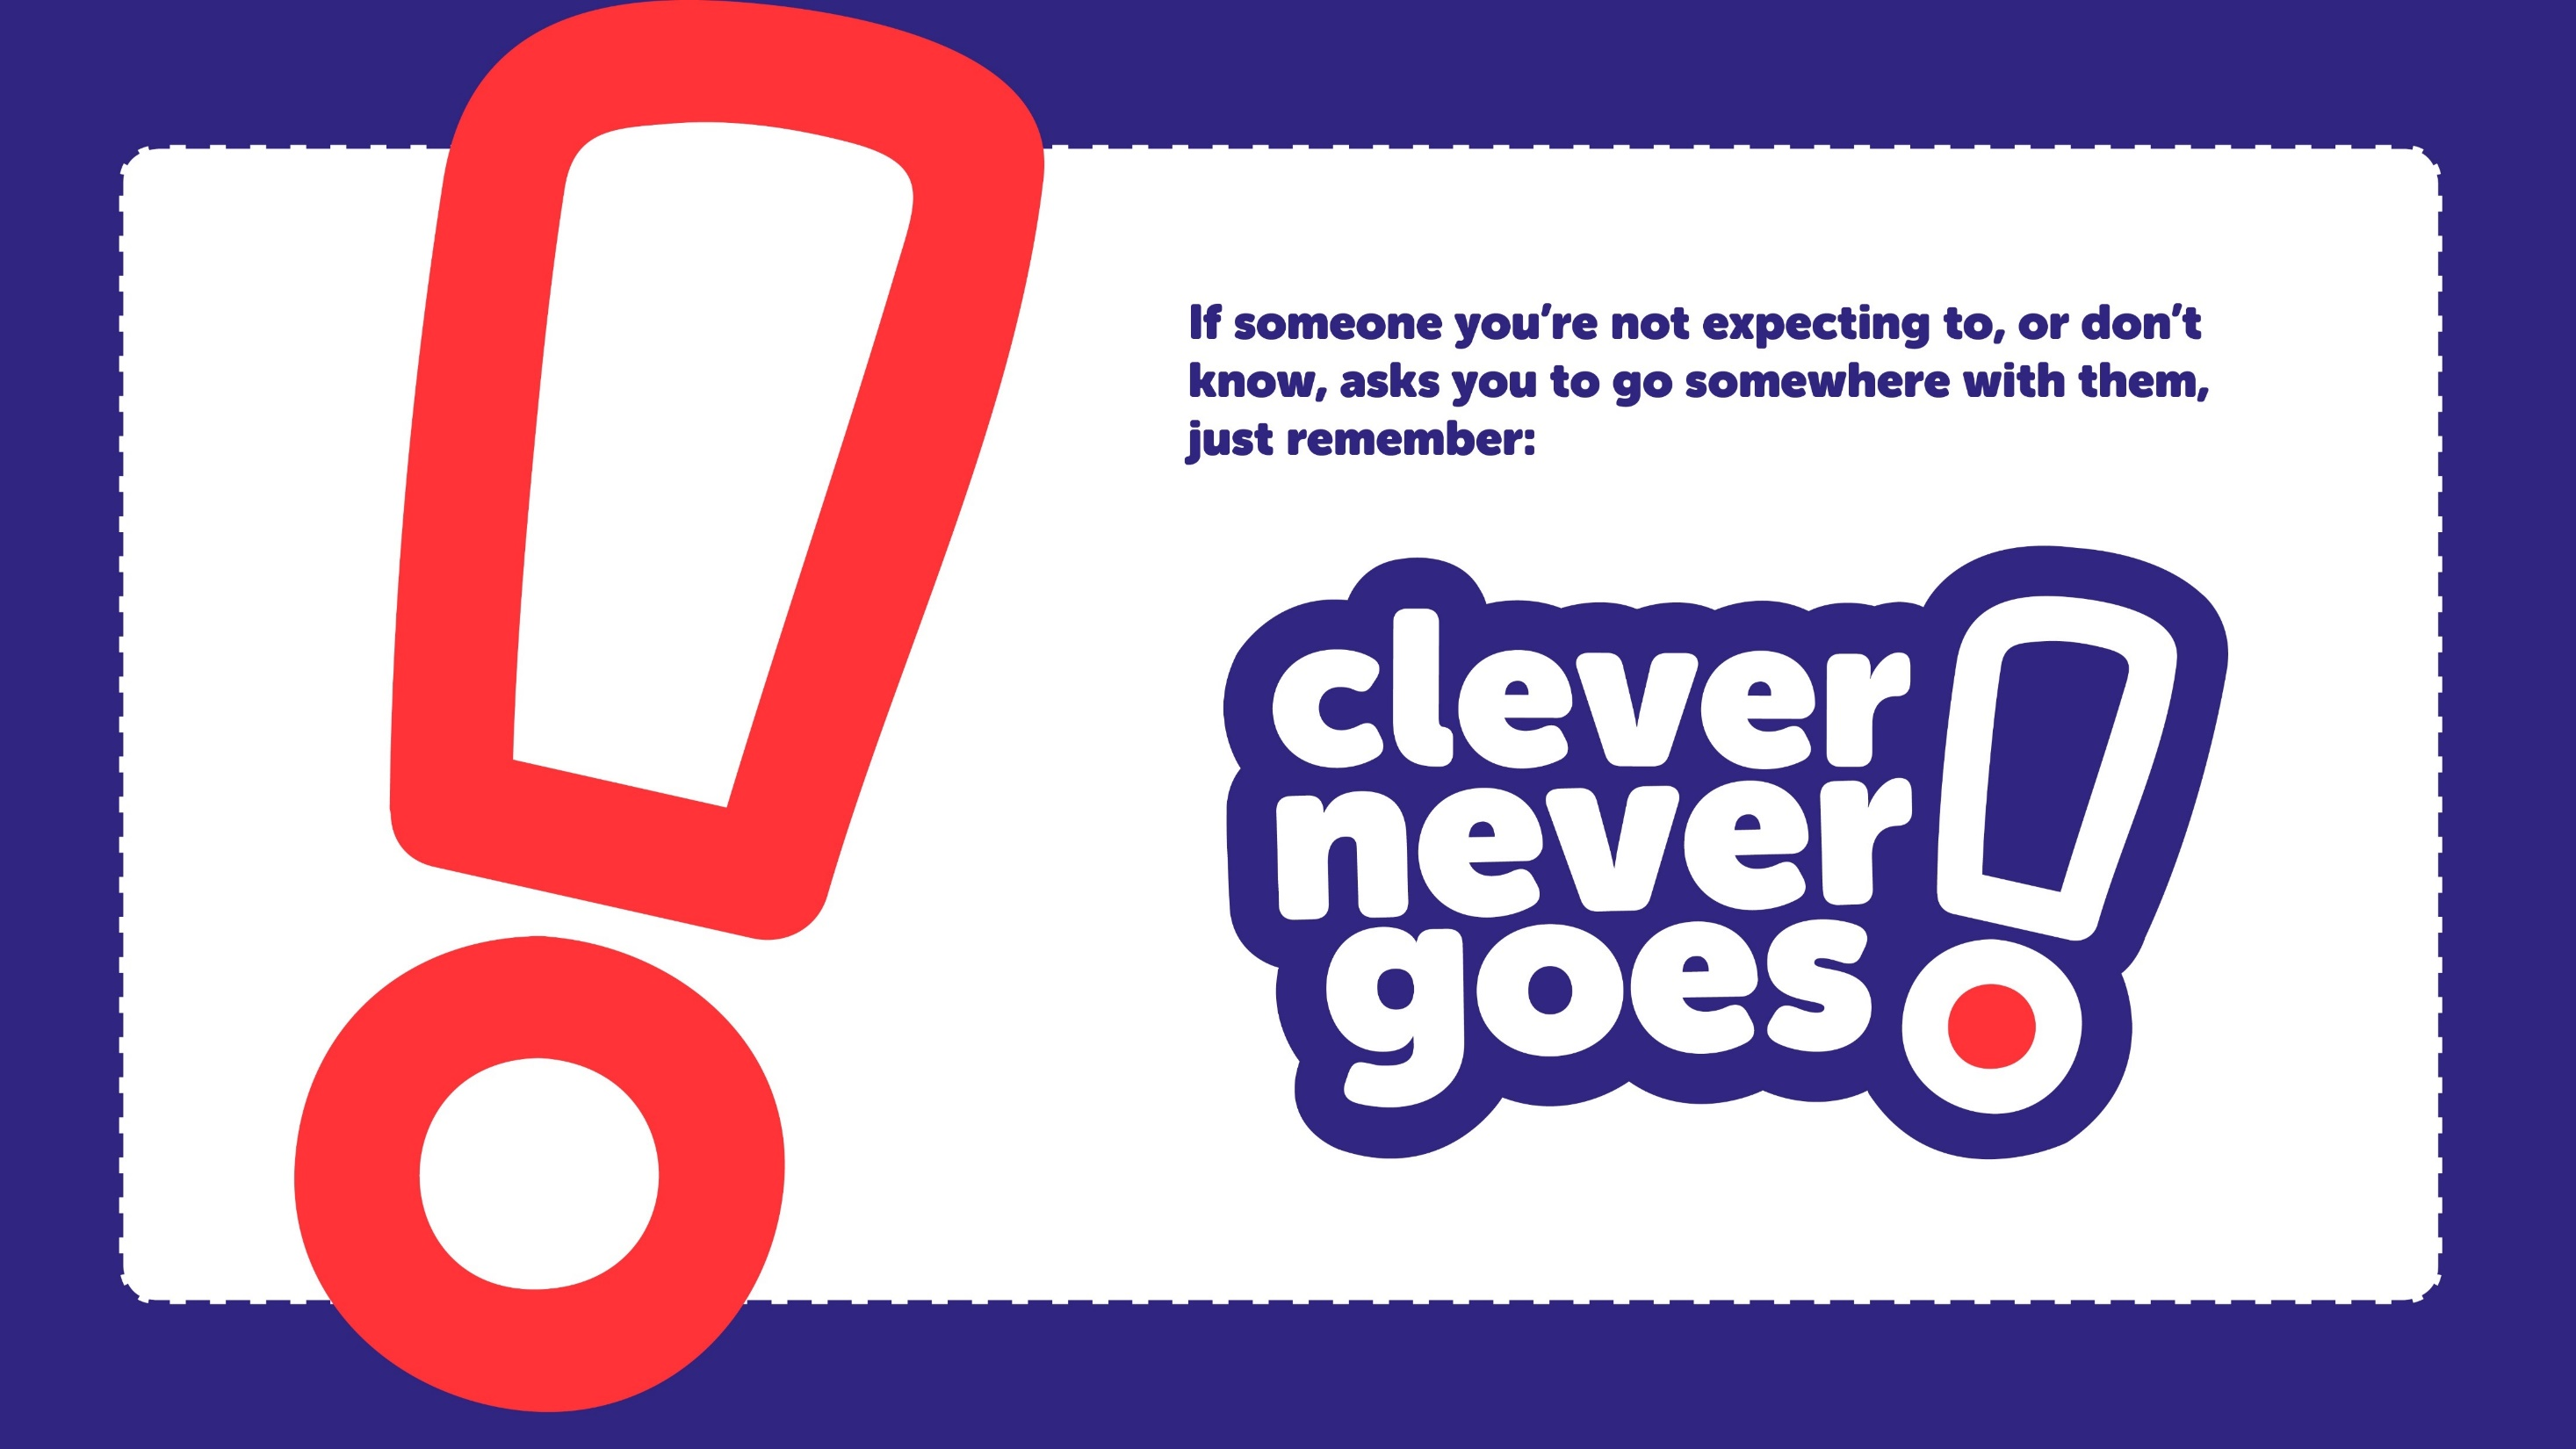 If someone you’re not expecting to, or don’t
know, asks you to go somewhere with them,
just remember:
clever
never
goes!